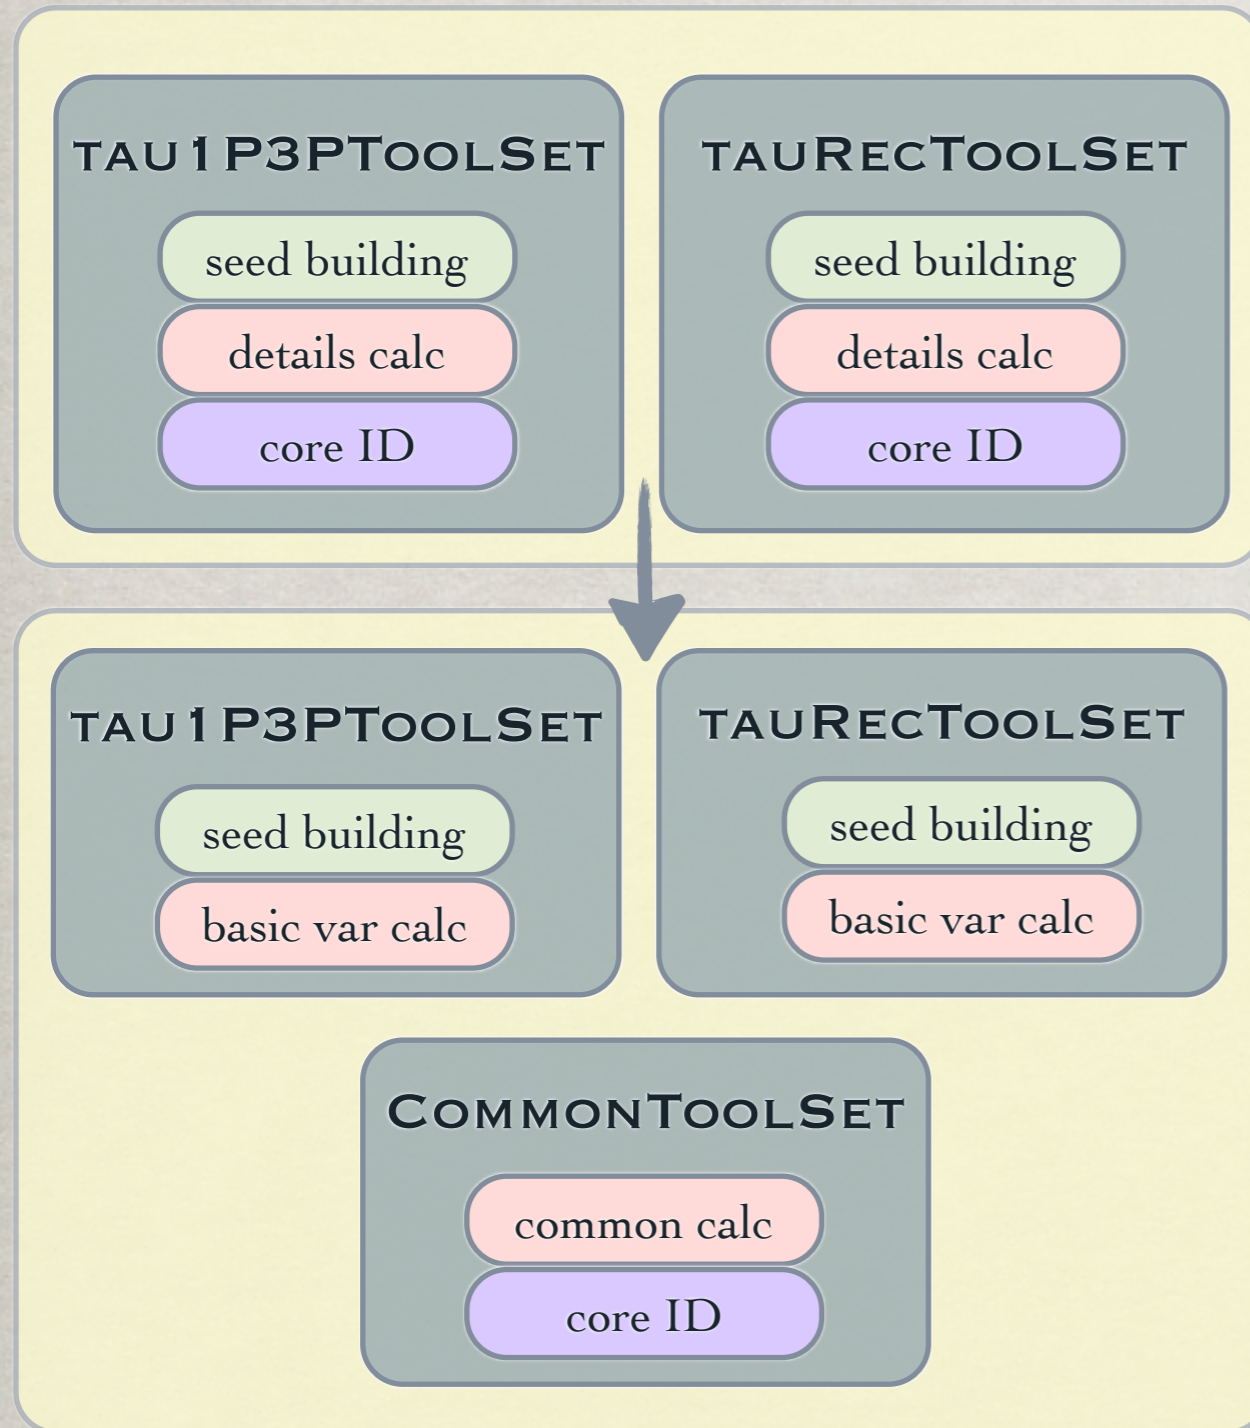 tau1P3PToolSet
tauRecToolSet
seed building
details calc
core ID
seed building
details calc
core ID
tau1P3PToolSet
tauRecToolSet
seed building
basic var calc
seed building
basic var calc
CommonToolSet
common calc
core ID